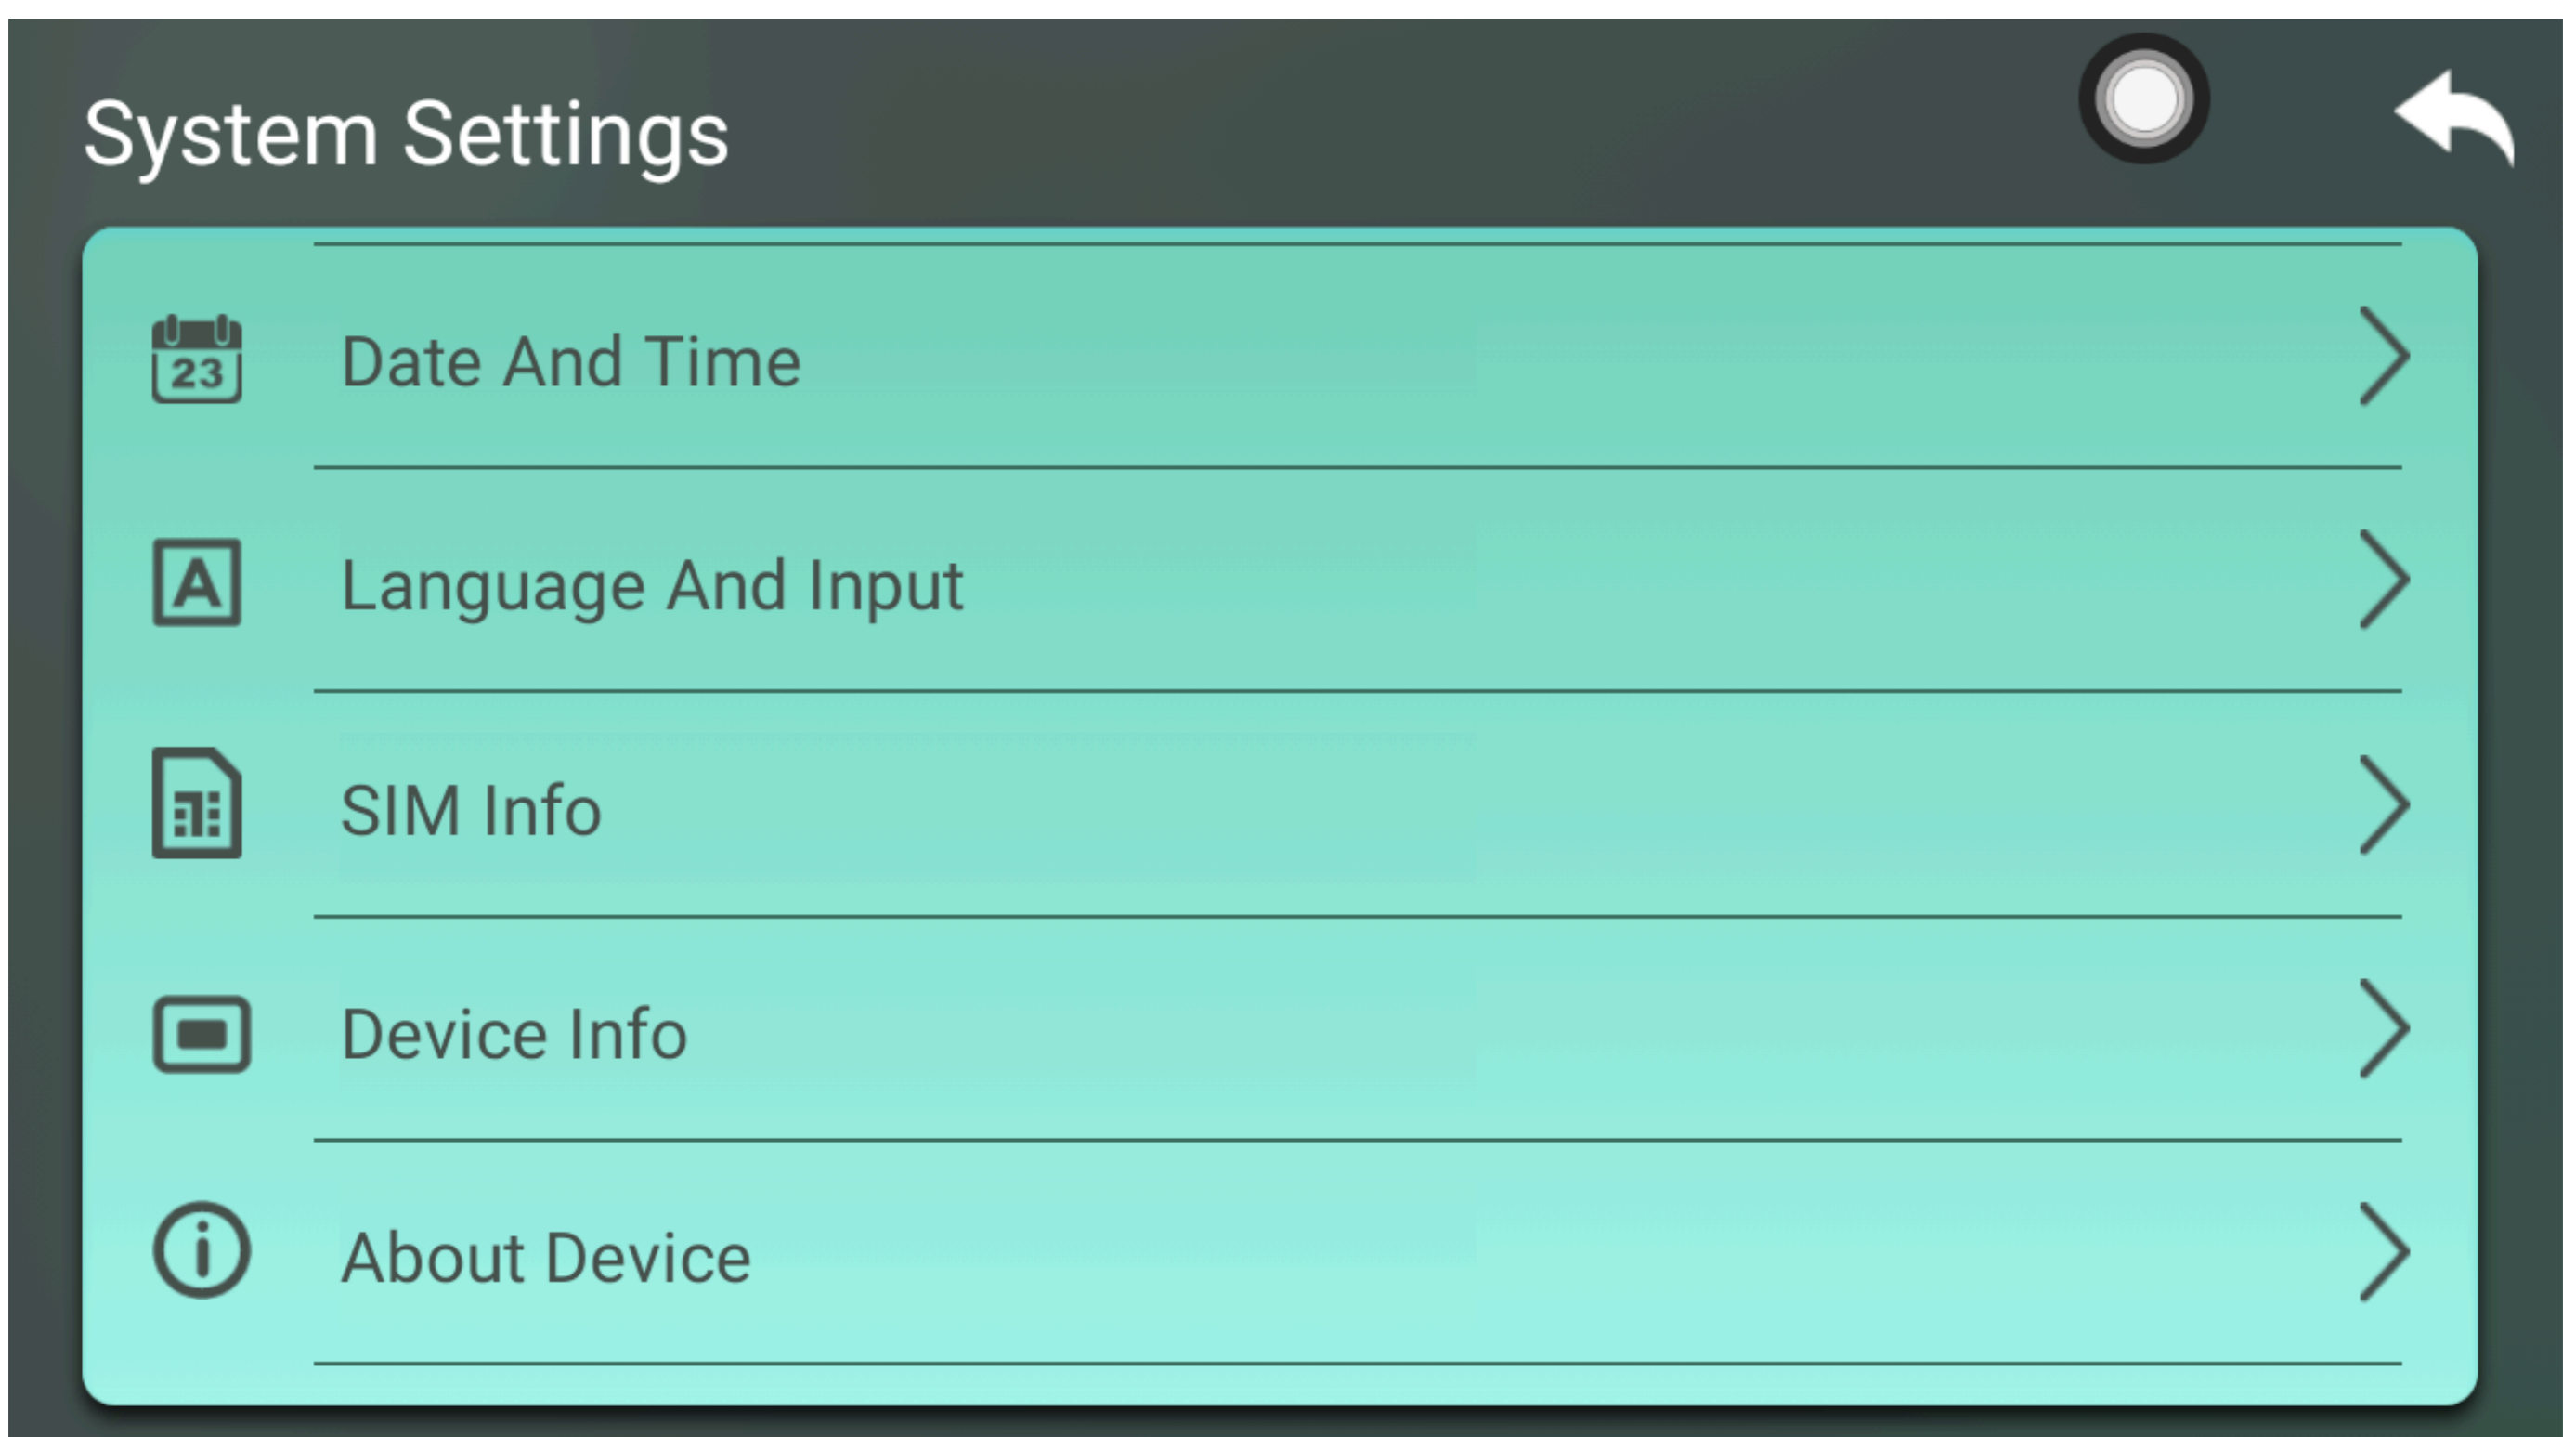 System Settings
23
Date And Time
A
Language And Input
SIM Info
Device Info
i
About Device